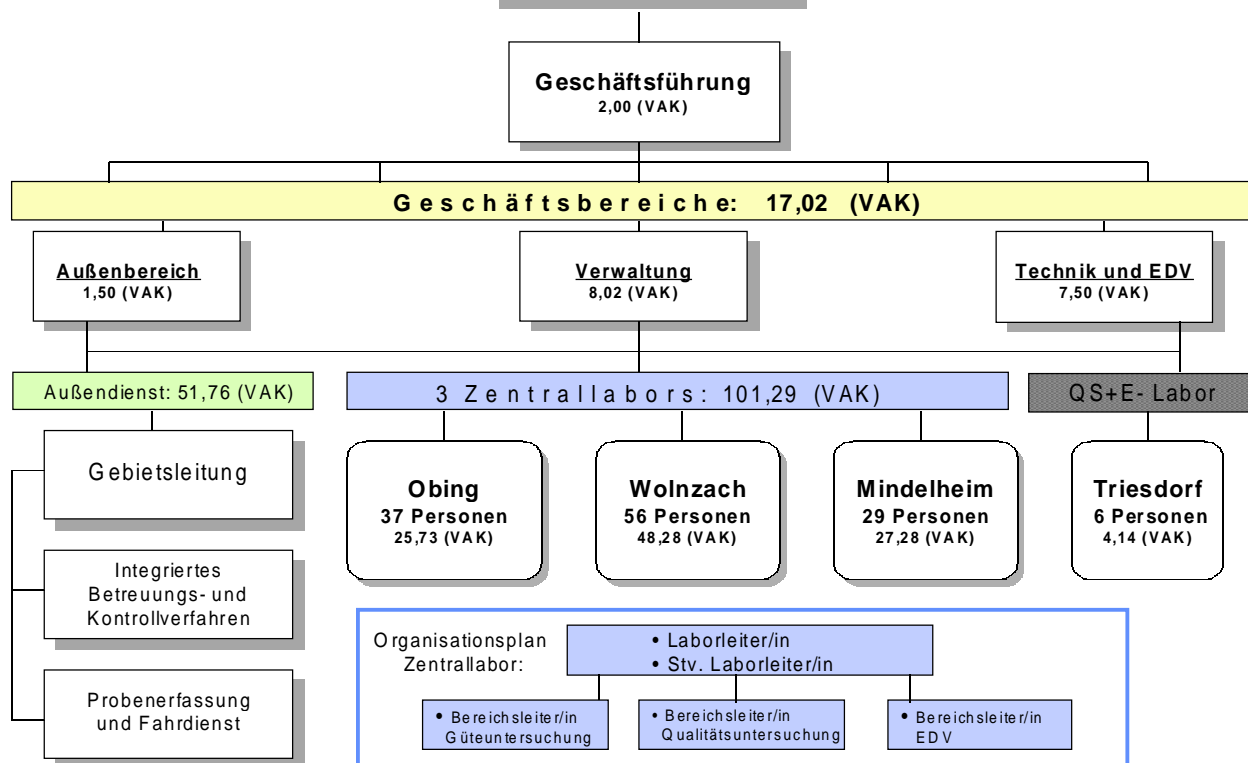 Geschäftsführung
2,00 (VAK)
Geschäftsbereiche: 17,02 (VAK)
Außenbereich
1,50 (VAK)
Verwaltung
8,02 (VAK)
Technik und EDV
7,50 (VAK)
Außendienst: 51,76 (VAK)
3 Zentrallabors: 101,29 (VAK)
QS+E- Labor
Gebietsleitung
Integriertes
Betreuungs- und
Kontrollverfahren
Probenerfassung
und Fahrdienst
Obing
37 Personen
25,73 (VAK)
Wolnzach
56 Personen
48,28 (VAK)
Mindelheim
29 Personen
27,28 (VAK)
Triesdorf
6 Personen
4,14 (VAK)
Organisationsplan
Zentrallabor:
• Laborleiter/in
• Stv. Laborleiter/in
• Bereichsleiter/in
Güteuntersuchung
• Bereichsleiter/in
Qualitätsuntersuchung
• Bereichsleiter/in
EDV